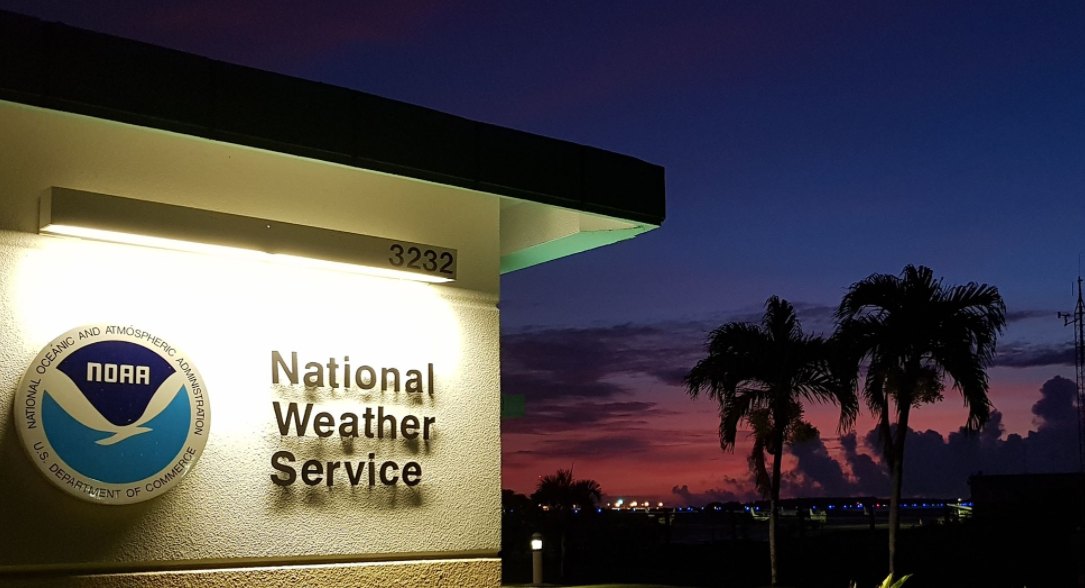 3232
NATIONAL OCEANIC AND ATMOSPHERIC ADMINISTRATION
NOAA
U.S. DEPARTMENT OF COMMERCE
National
Weather
Service